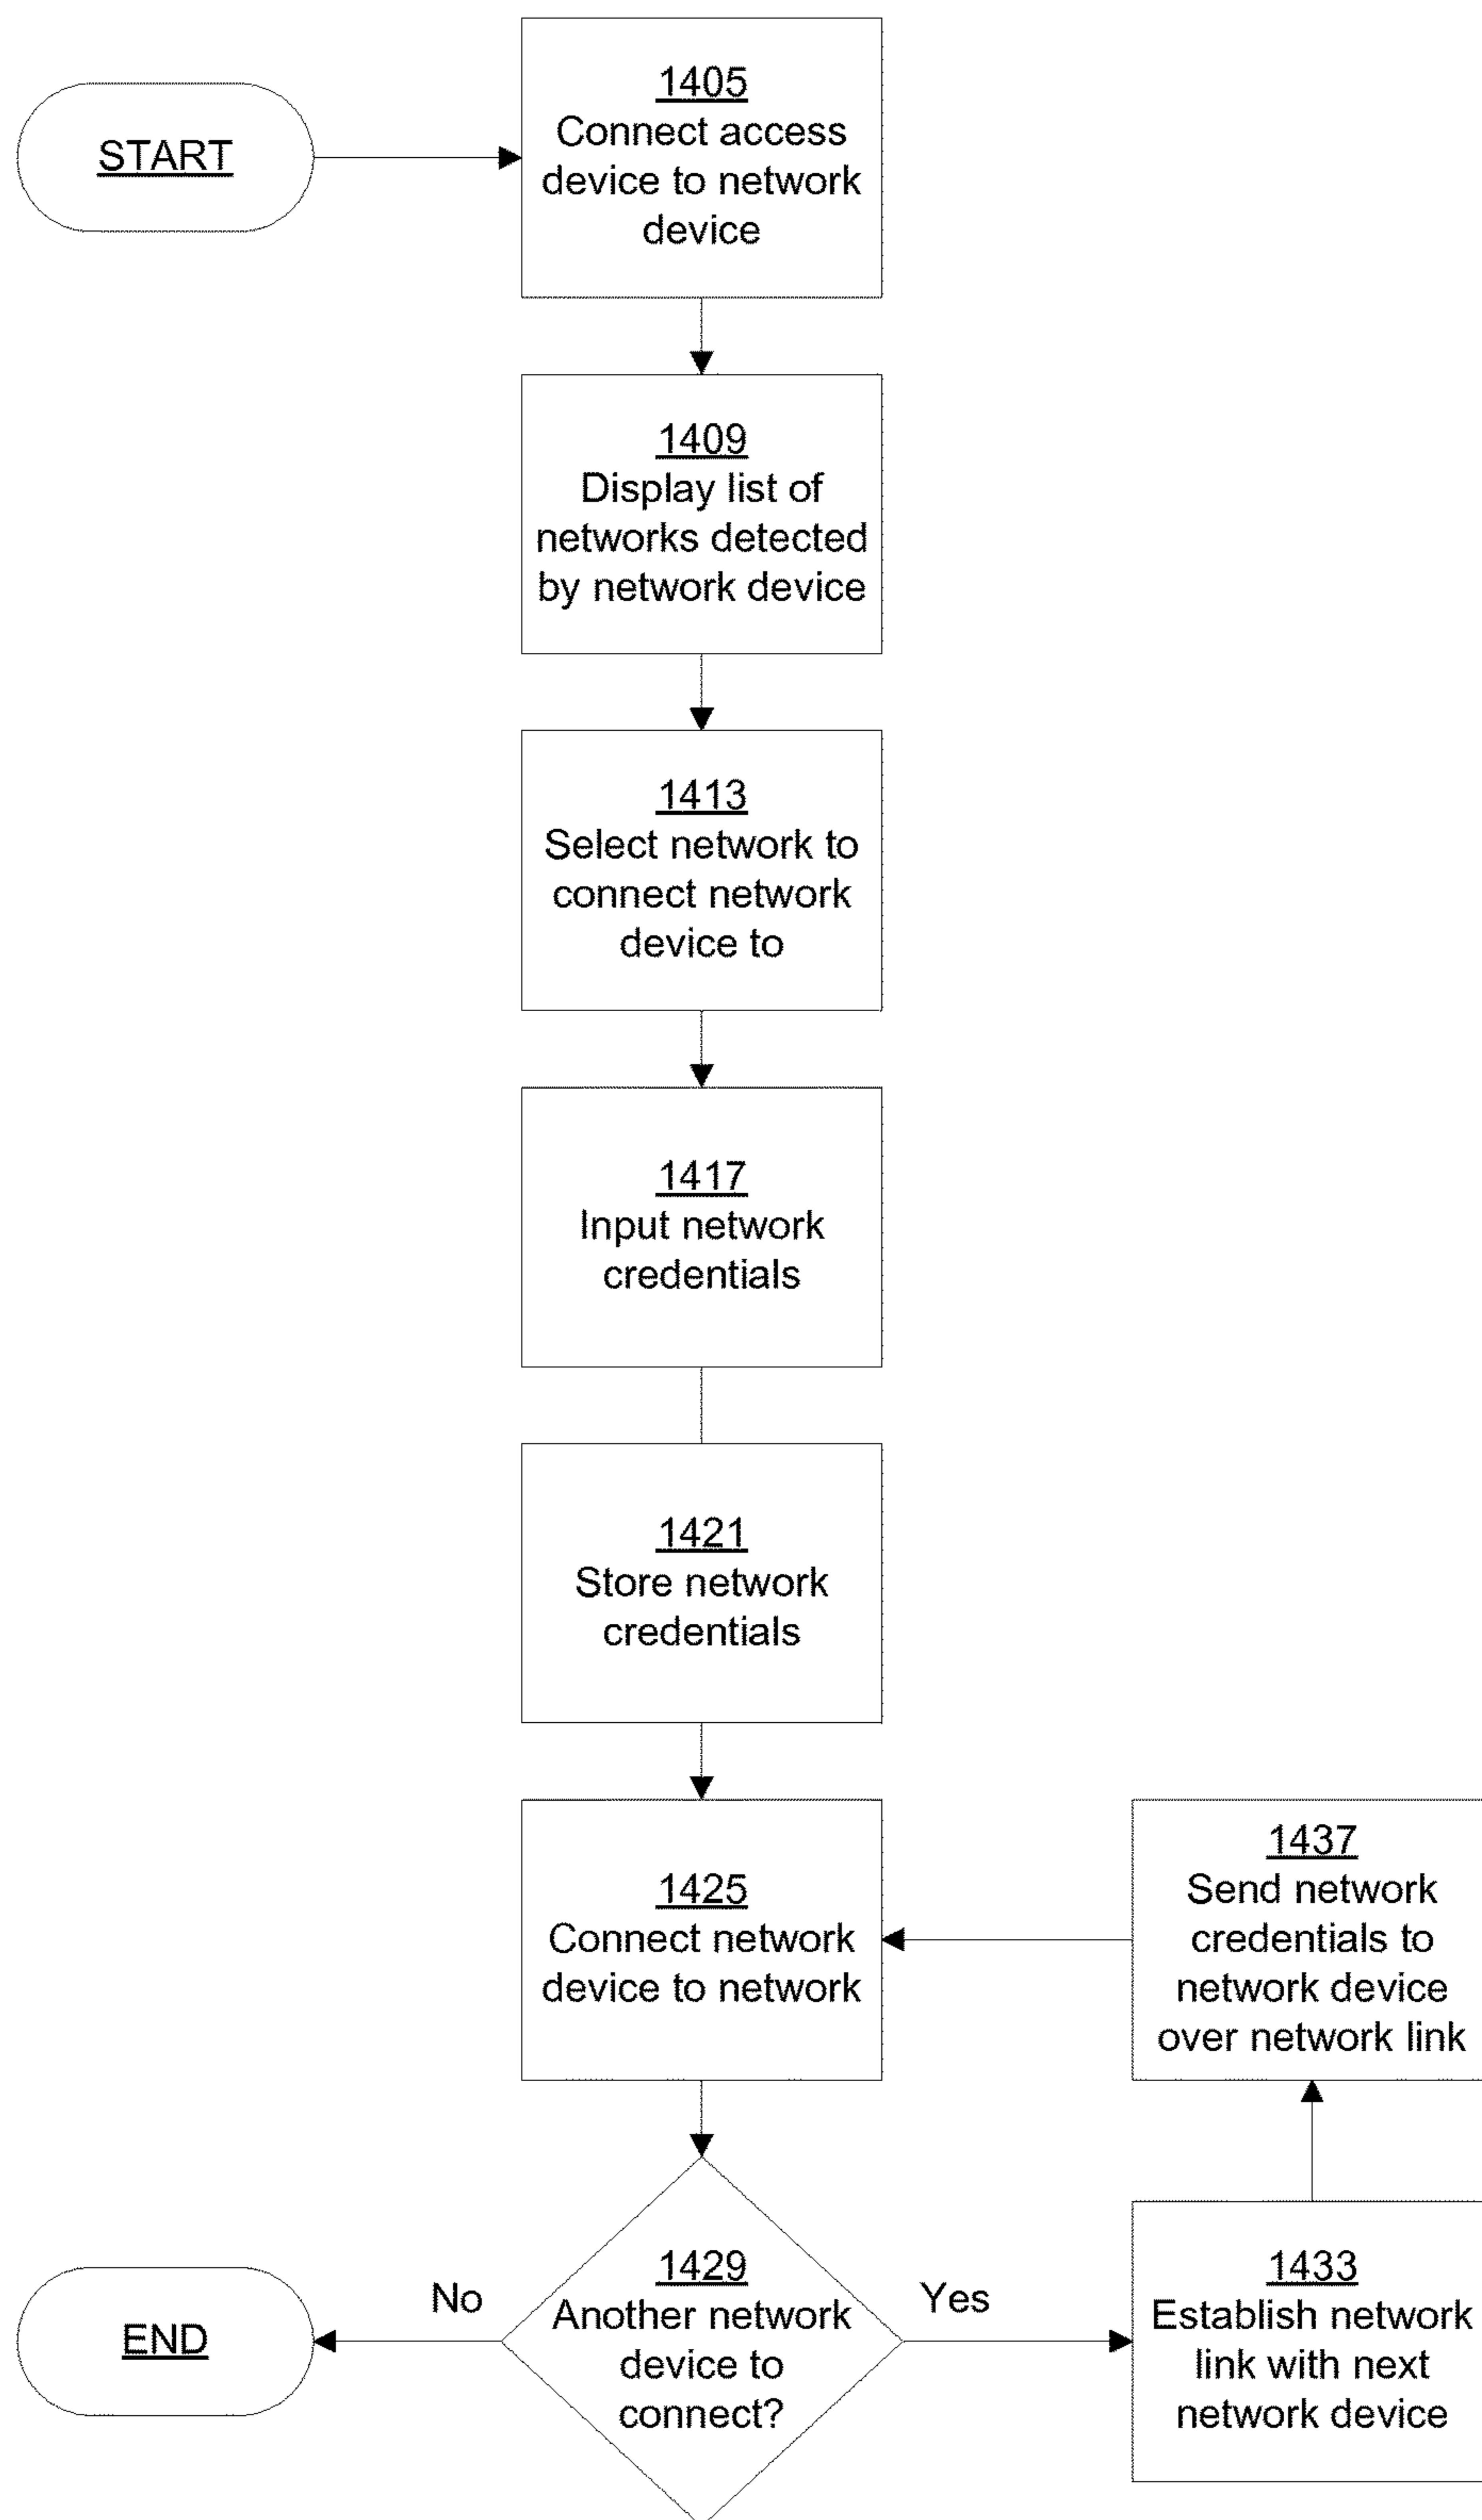 START
1405
Connect access
device to network
device
1409
Display list of
networks detected
by network device
1413
Select network to
connect network
device to
1417
Input network
credentials
1421
Store network
credentials
1425
Connect network
device to network
1437
Send network
credentials to
network device
over network link
1429
Another network
device to
connect?
No
Yes
END
1433
Establish network
link with next
network device